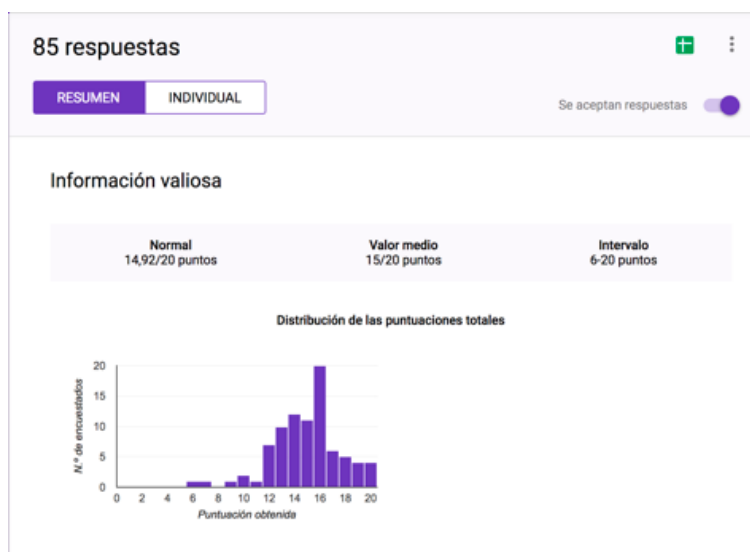 85 respuestas
RESUMEN
INDIVIDUAL
Se aceptan respuestas
Información valiosa
Normal
14,92/20 puntos
Valor medio
15/20 puntos
Intervalo
6-20 puntos
Distribución de las puntuaciones totales
N.º de encuestados
20
15
10
5
0
0 2 4 6 8 10 12 14 16 18 20
Puntuación obtenida